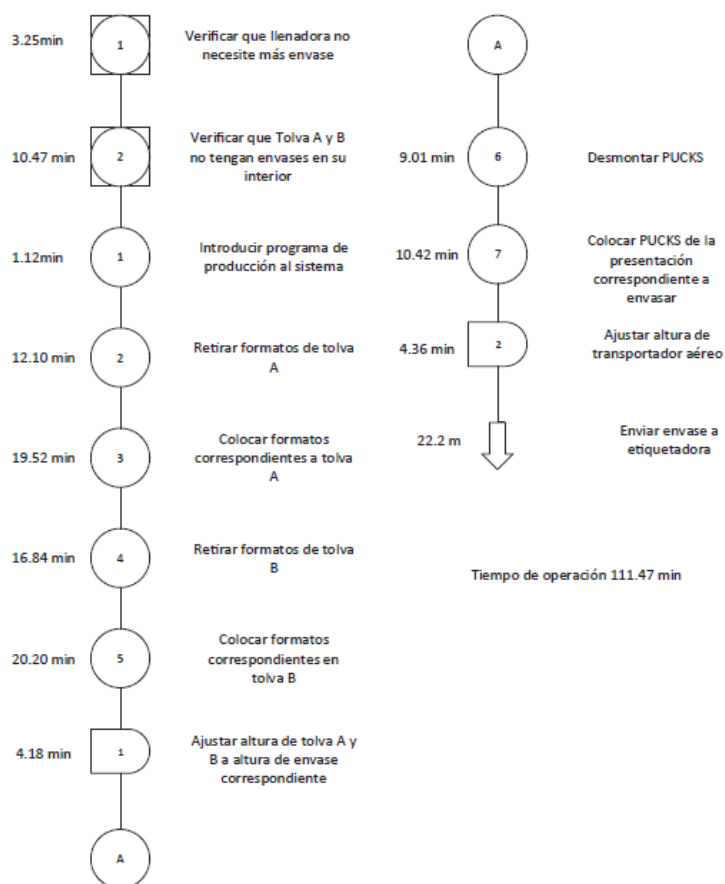 3.25min
1
Verificar que llenadora no
necesite más envase
10.47 min
2
Verificar que Tolva A y B
no tengan envases en su
interior
1.12min
1
Introducir programa de
producción al sistema
12.10 min
2
Retirar formatos de tolva
A
19.52 min
3
Colocar formatos
correspondientes a tolva
A
16.84 min
4
Retirar formatos de tolva
B
20.20 min
5
Colocar formatos
correspondientes en
tolva B
4.18 min
1
Ajustar altura de tolva A y
B a altura de envase
correspondiente
A
A
9.01 min
6
Desmontar PUCKS
10.42 min
7
Colocar PUCKS de la
presentación
correspondiente a
envasar
4.36 min
2
Ajustar altura de
transportador aéreo
22.2 m
Enviar envase a
etiquetadora
Tiempo de operación 111.47 min